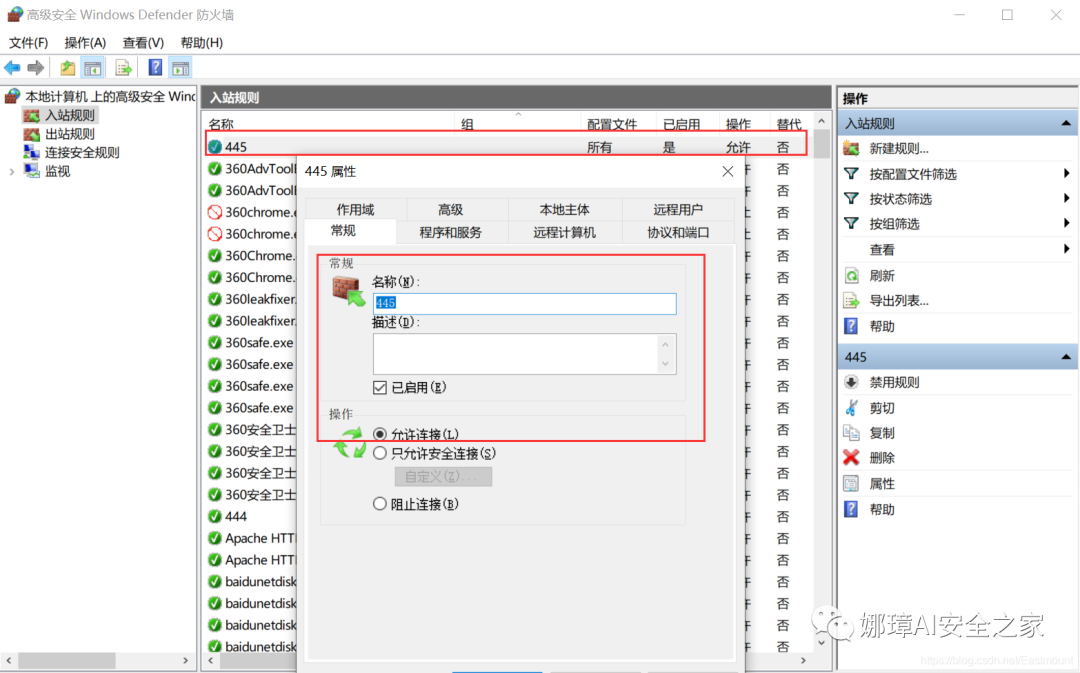 高级安全 Windows Defender 防火墙
文件(F) 操作(A) 查看(V) 帮助(H)
本地计算机 上的高级安全 Wind
入站规则
出站规则
连接安全规则
监视
入站规则
名称 组 配置文件 已启用 操作 替代
445 所有 是 允许 否
360AdvTool 否
360AdvTool 否
360chrome.e 否
360chrome.e 否
360Chrome. 否
360Chrome. 否
360leakfixer. 否
360leakfixer. 否
360safe.exe 否
360safe.exe 否
360safe.exe 否
360safe.exe 否
360安全卫士 否
360安全卫士 否
360安全卫士 否
360安全卫士 否
444 否
Apache HTT 否
Apache HTT 否
baidunetdisk 否
baidunetdisk 否
baidunetdisk 否
baidunetdisk 否
445 属性
作用域 高级 本地主体 远程用户
常规 程序和服务 远程计算机 协议和端口
常规
名称(N):
445
描述(D):
已启用(E)
操作
允许连接(L)
只允许安全连接(S)
自定义(Z)...
阻止连接(B)
操作
入站规则
新建规则...
按配置文件筛选
按状态筛选
按组筛选
查看
刷新
导出列表...
帮助
445
禁用规则
剪切
复制
删除
属性
帮助
娜璋AI安全之家
https://blog.csdn.net/Eastmount